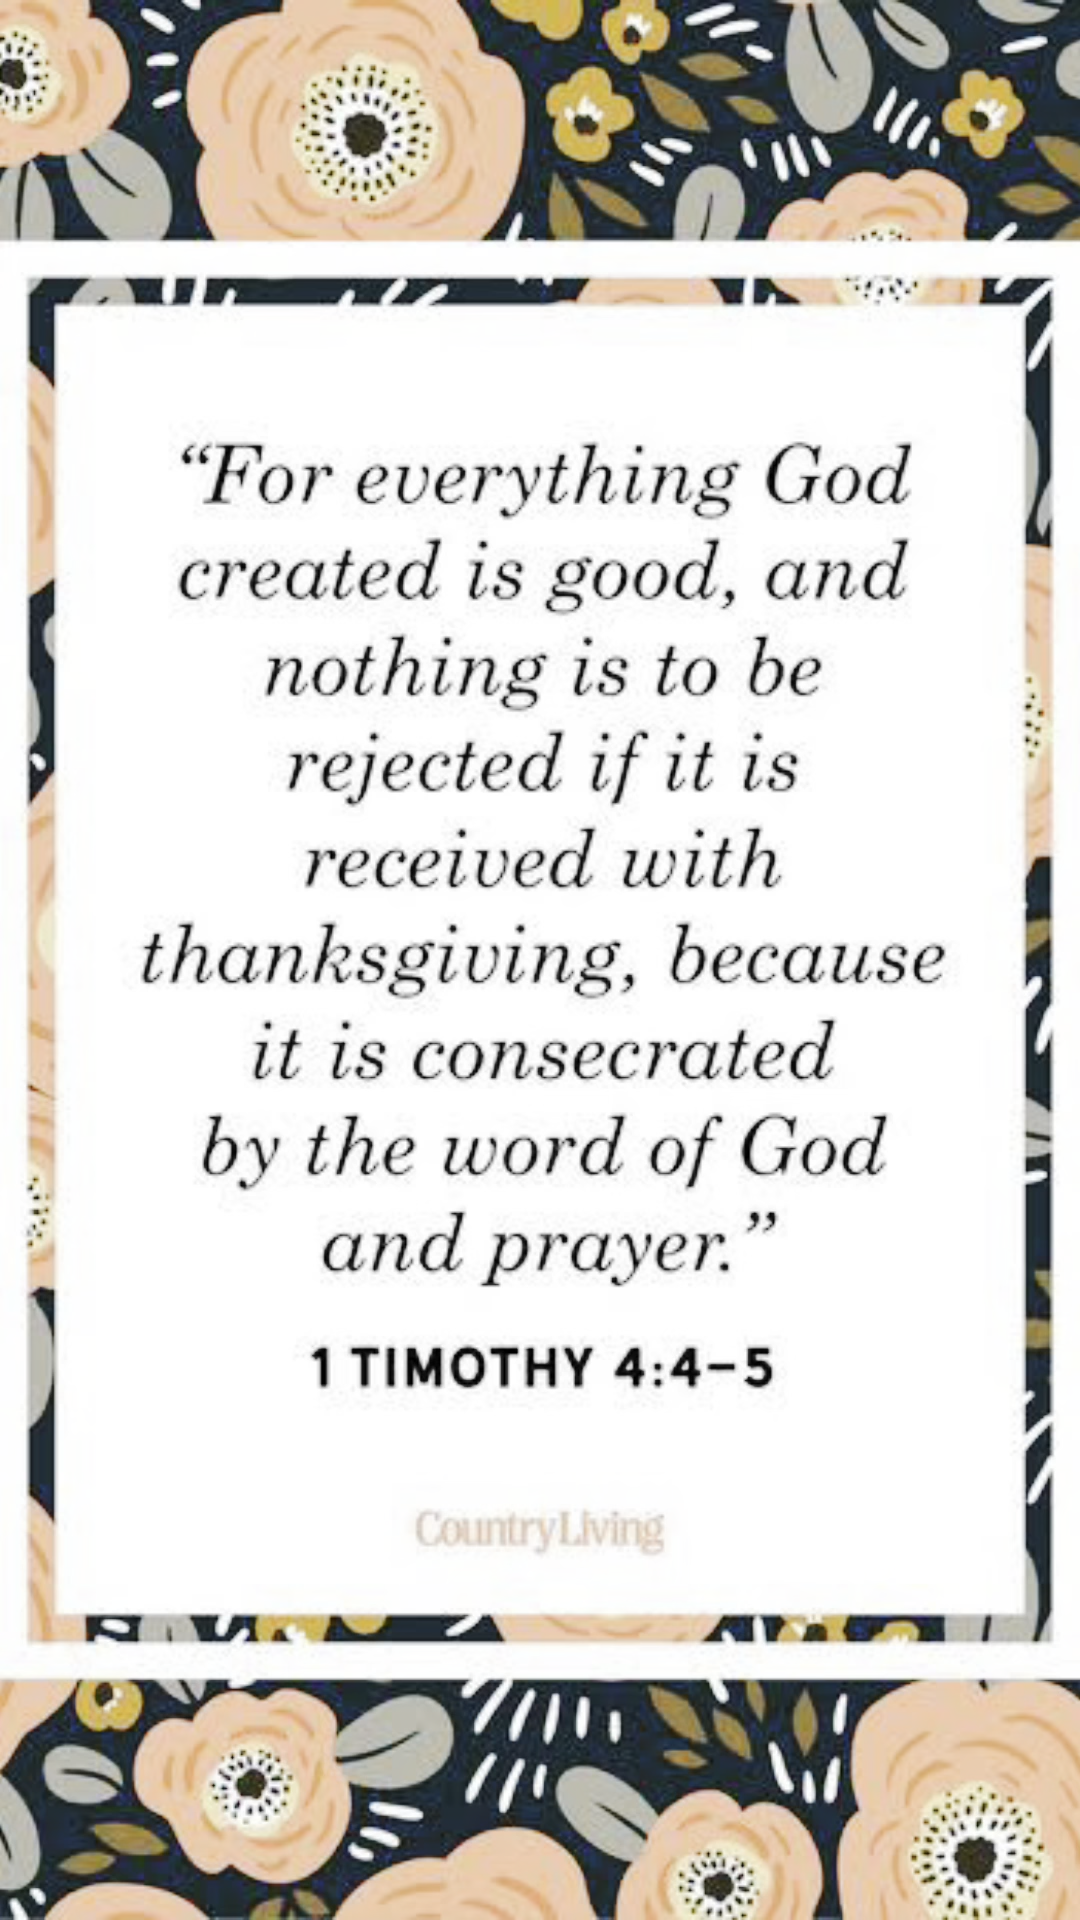 “For everything God
created is good, and
nothing is to be
rejected if it is
received with
thanksgiving, because
it is consecrated
by the word of God
and prayer.”
1 TIMOTHY 4:4–5
CountryLiving